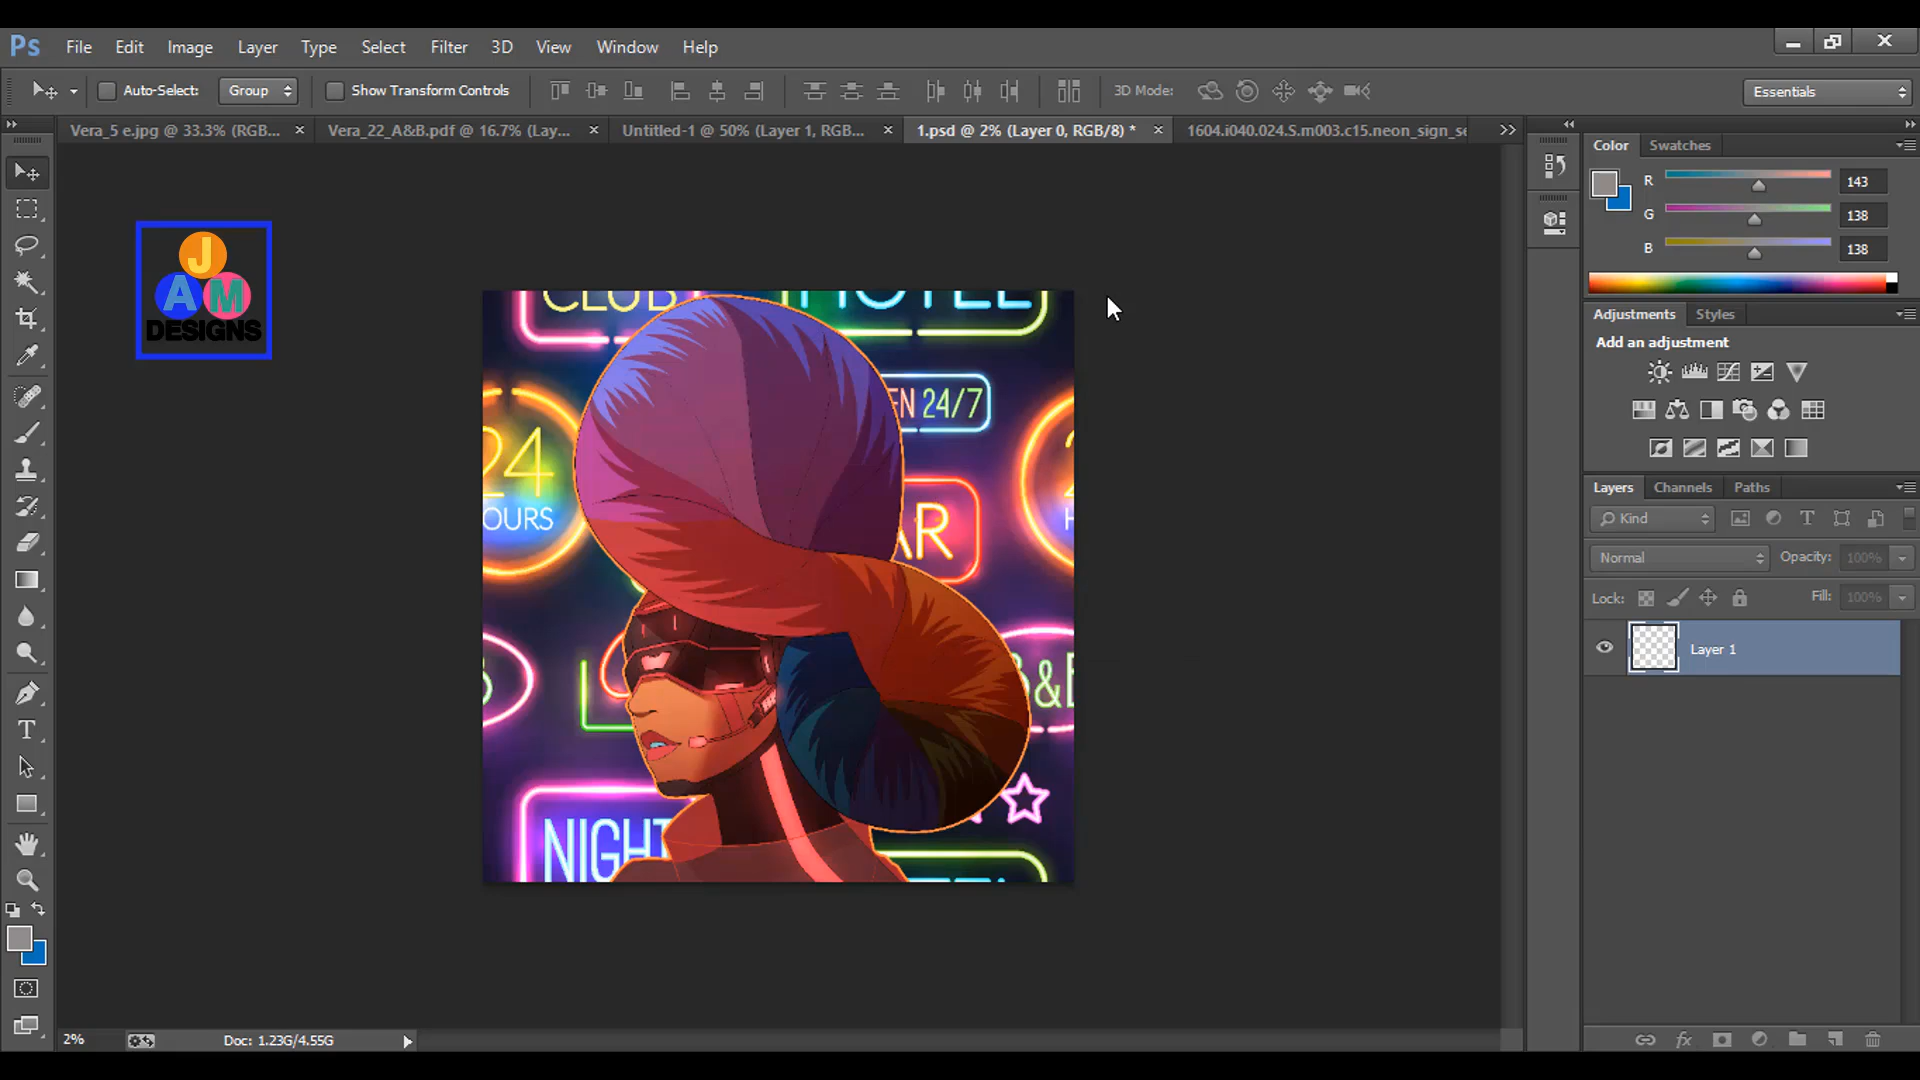 Ps File Edit Image Layer Type Select Filter 3D View Window Help
Auto-Select: Group Show Transform Controls 3D Mode: Essentials
Vera_5 e.jpg @ 33.3% (RGB... × Vera_22_A&B.pdf @ 16.7% (Lay... × Untitled-1 @ 50% (Layer 1, RGB... × 1.psd @ 2% (Layer 0, RGB/8) * × 1604.i040.024.S.m003.c15.neon_sign_se
Color Swatches
R 143
G 138
B 138
Adjustments Styles
Add an adjustment
Layers Channels Paths
Kind
Normal Opacity: 100%
Lock: Fill: 100%
Layer 1
J
A M
DESIGNS
CLUB HOTEL
EN 24/7
24
OURS
AR
&
NIGHT
2% Doc: 1.23G/4.55G